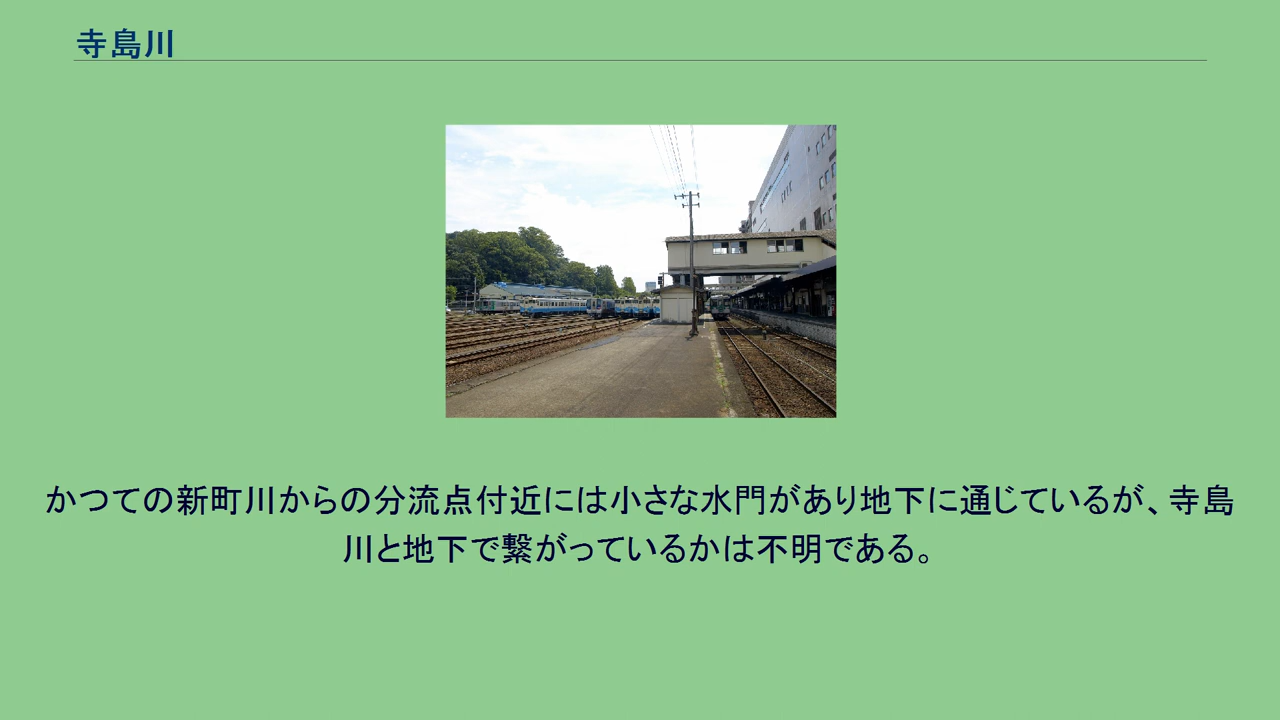 寺島川
かつての新町川からの分流点付近には小さな水門があり地下に通じているが、寺島
川と地下で繋がっているかは不明である。